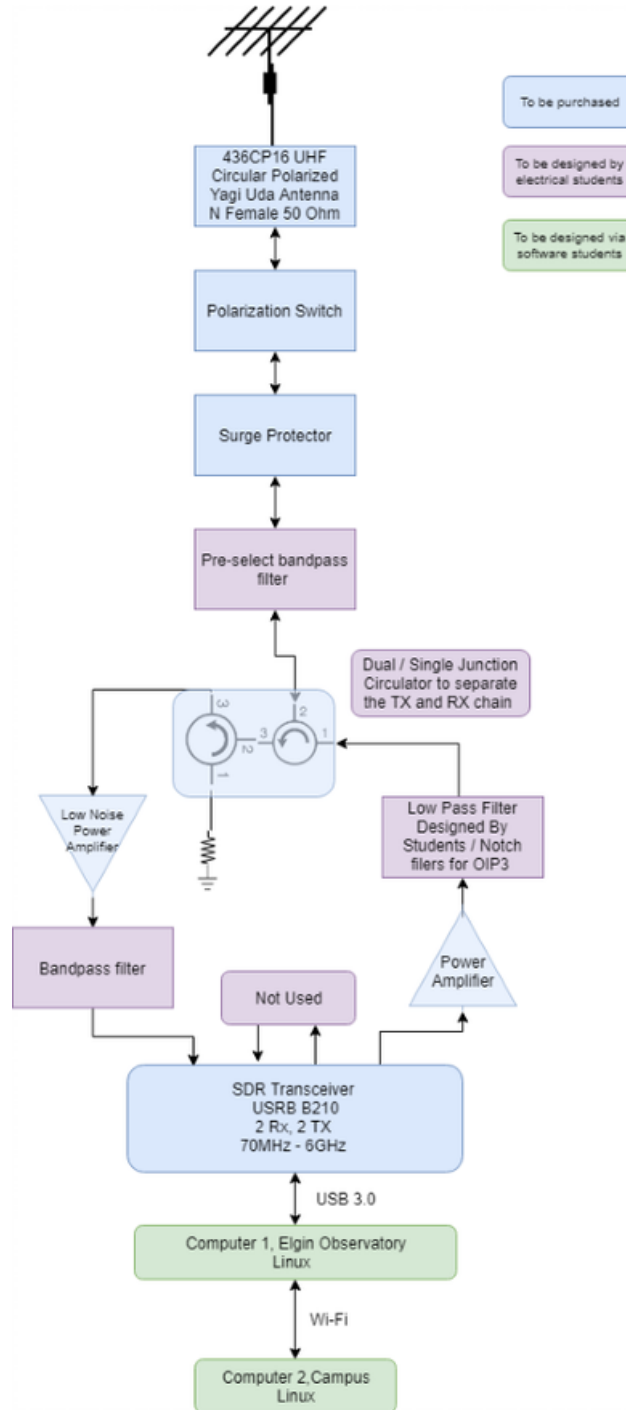 436CP16 UHF
Circular Polarized
Yagi Uda Antenna
N Female 50 Ohm
To be purchased
To be designed by
electrical students
To be designed via
software students
Polarization Switch
Surge Protector
Pre-select bandpass
filter
Dual / Single Junction
Circulator to separate
the TX and RX chain
3
2
1
2
3
1
Low Noise
Power
Amplifier
Low Pass Filter
Designed By
Students / Notch
filers for OIP3
Bandpass filter
Not Used
Power
Amplifier
SDR Transceiver
USRB B210
2 Rx, 2 TX
70MHz - 6GHz
USB 3.0
Computer 1, Elgin Observatory
Linux
Wi-Fi
Computer 2,Campus
Linux